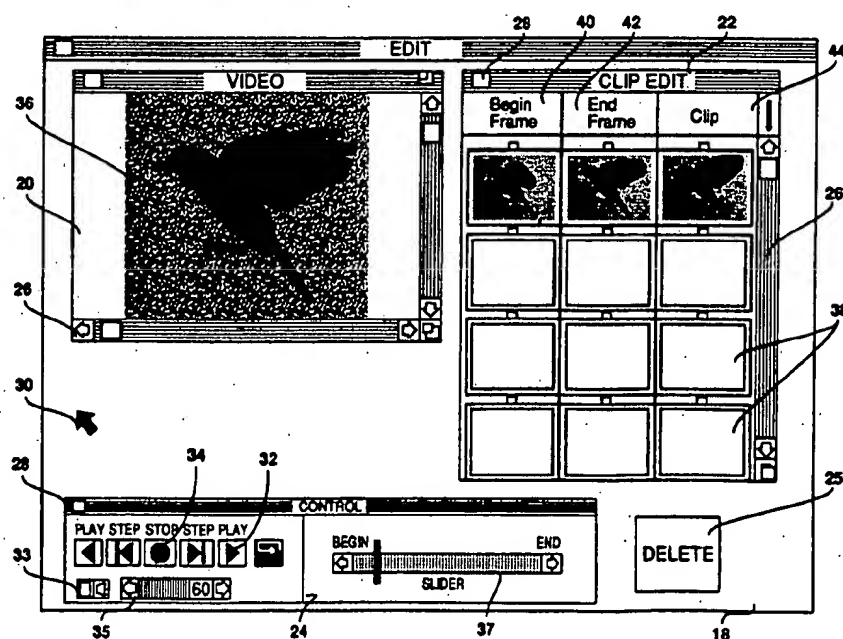 28 40 42 22
EDIT
44
VIDEO
CLIP EDIT
36
Begin
Frame
End
Frame
Clip
20
26
26
38
30
34 32
25
28
CONTROL
PLAY STEP STOP STEP PLAY
BEGIN
END
DELETE
33
60
SLIDER
35 24 37 18